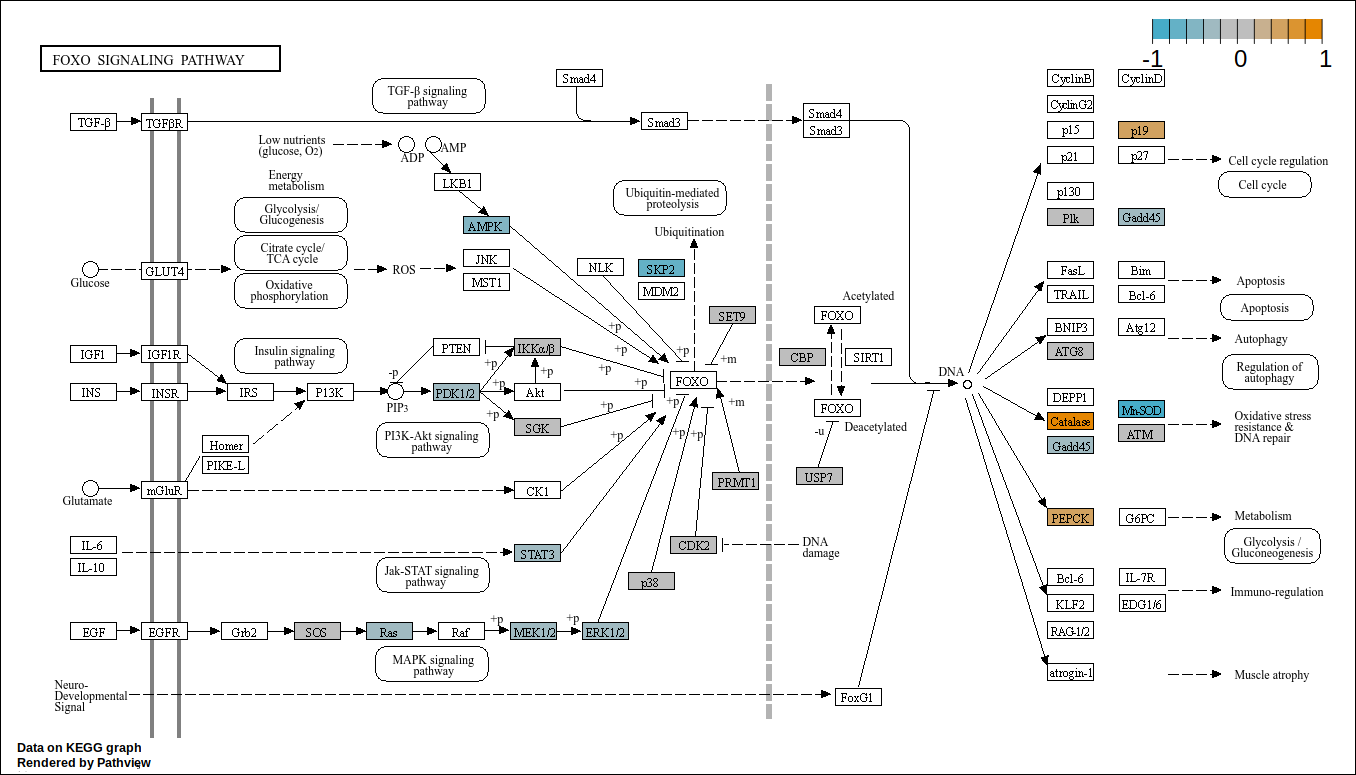 -1 0 1
FOXO SIGNALING PATHWAY
TGF-β signaling
pathway
Smad4
CyclinB CyclinD
CyclinG2
TGF-β TGFβR
Smad3
Smad4
Smad3
p15 p19
p21 p27
Cell cycle regulation
Cell cycle
p130
Plk Gadd45
Low nutrients
(glucose, O2)
ADP AMP
LKB1
AMPK
Energy
metabolism
Glycolysis/
Glucogenesis
Citrate cycle/
TCA cycle
Oxidative
phosphorylation
Glucose
GLUT4
ROS
JNK
MST1
Ubiquitin-mediated
proteolysis
Ubiquitination
NLK
SKP2
MDM2
SET9
Acetylated
FOXO
CBP SIRT1
FOXO
Deacetylated
-u
USP7
FasL Bim
TRAIL Bcl-6
Apoptosis
Apoptosis
BNIP3 Atg12
ATG8
Autophagy
Regulation of
autophagy
IGF1 IGF1R
INS INSR
Insulin signaling
pathway
IRS P13K
-p
PIP3
PTEN
IKKα/β
PDK1/2
Akt
SGK
+p
+p
+p
+p
PI3K-Akt signaling
pathway
+p
+p
+p
+p
+p
+p
+p
+m
FOXO
+p
+p
+p
+m
DNA
DEPP1
Catalase
Gadd45
Mn-SOD
ATM
Oxidative stress
resistance &
DNA repair
Homer
PIKE-L
Glutamate
mGluR
CK1
PRMT1
PEPCK G6PC
Metabolism
Glycolysis /
Gluconeogenesis
IL-6
IL-10
STAT3
Jak-STAT signaling
pathway
CDK2
DNA
damage
p38
Bcl-6 IL-7R
KLF2 EDG1/6
RAG-1/2
Immuno-regulation
EGF EGFR Grb2 SOS Ras Raf
+p
MEK1/2
+p
ERK1/2
MAPK signaling
pathway
atrogin-1
Muscle atrophy
Neuro-
Developmental
Signal
FoxG1
Data on KEGG graph
Rendered by Pathview